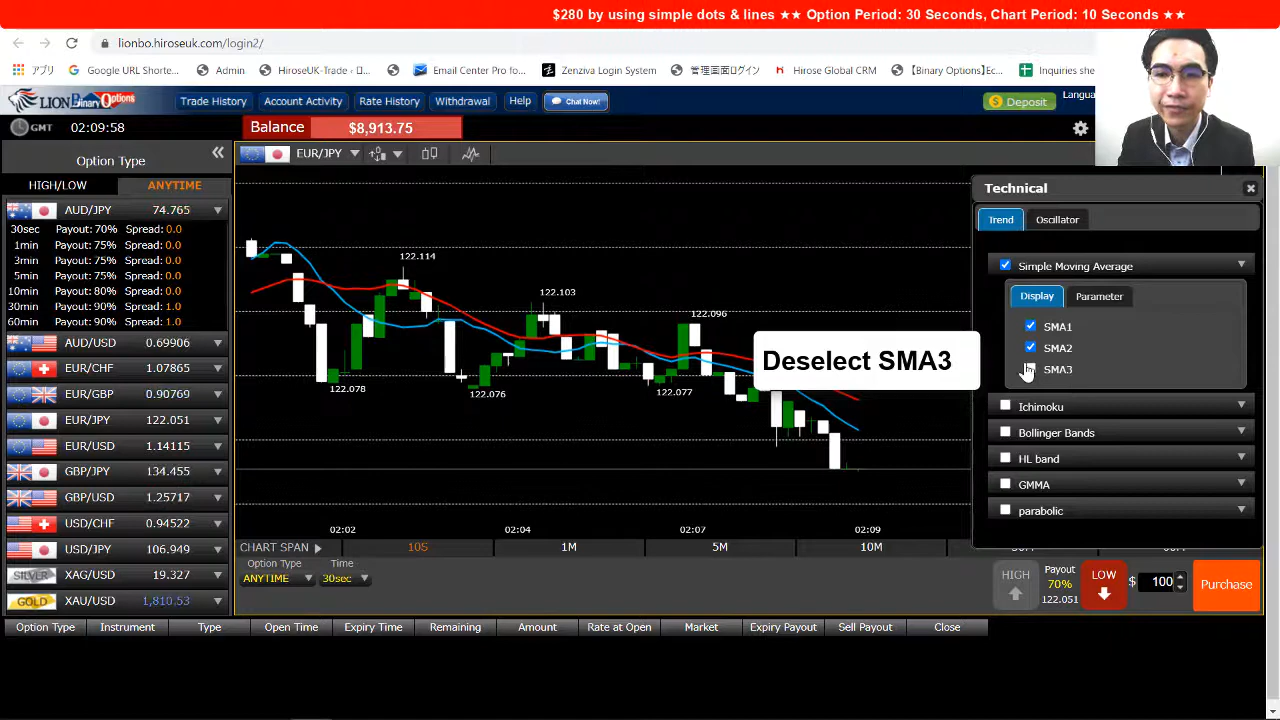 $280 by using simple dots & lines ★★ Option Period: 30 Seconds, Chart Period: 10 Seconds ★★
lionbo.hiroseuk.com/login2/
アプリ Google URL Shorte... Admin HiroseUK-Trade ‹ ロ... Email Center Pro fo... Zenziva Login System 管理画面ログイン Hirose Global CRM 【Binary Options】Ec... Inquiries shee
LION Binary Options Trade History Account Activity Rate History Withdrawal Help Chat Now! Deposit Langua
GMT 02:09:58 Balance $8,913.75
Option Type EUR/JPY
HIGH/LOW ANYTIME
AUD/JPY 74.765
30sec Payout: 70% Spread: 0.0
1min Payout: 75% Spread: 0.0
3min Payout: 75% Spread: 0.0
5min Payout: 75% Spread: 0.0
10min Payout: 80% Spread: 0.0
30min Payout: 90% Spread: 1.0
60min Payout: 90% Spread: 1.0
AUD/USD 0.69906
EUR/CHF 1.07865
EUR/GBP 0.90769
EUR/JPY 122.051
EUR/USD 1.14115
GBP/JPY 134.455
GBP/USD 1.25717
USD/CHF 0.94522
USD/JPY 106.949
SILVER XAG/USD 19.327
GOLD XAU/USD 1,810.53
122.114
122.103
122.096
122.078
122.076
122.077
Deselect SMA3
02:02 02:04 02:07 02:09
Technical
Trend Oscillator
Simple Moving Average
Display Parameter
SMA1
SMA2
SMA3
Ichimoku
Bollinger Bands
HL band
GMMA
parabolic
CHART SPAN 10S 1M 5M 10M
Option Type Time
ANYTIME 30sec
HIGH Payout 70% 122.051 LOW $ 100 Purchase
Option Type Instrument Type Open Time Expiry Time Remaining Amount Rate at Open Market Expiry Payout Sell Payout Close